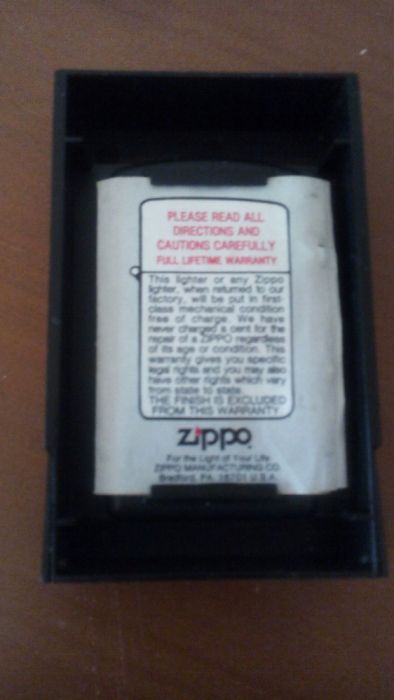 PLEASE READ ALL
DIRECTIONS AND
CAUTIONS CAREFULLY
FULL LIFETIME WARRANTY
This lighter or any Zippo
lighter, when returned to our
factory, will be put in first-
class mechanical condition
free of charge. We have
never charged a cent for the
repair of a ZIPPO regardless
of its age or condition. This
warranty gives you specific
legal rights and you may also
have other rights which vary
from state to state.
THE FINISH IS EXCLUDED
FROM THIS WARRANTY.
zippo
For the Light of Your Life
ZIPPO MANUFACTURING CO.
Bradford, PA. 16701 U.S.A.